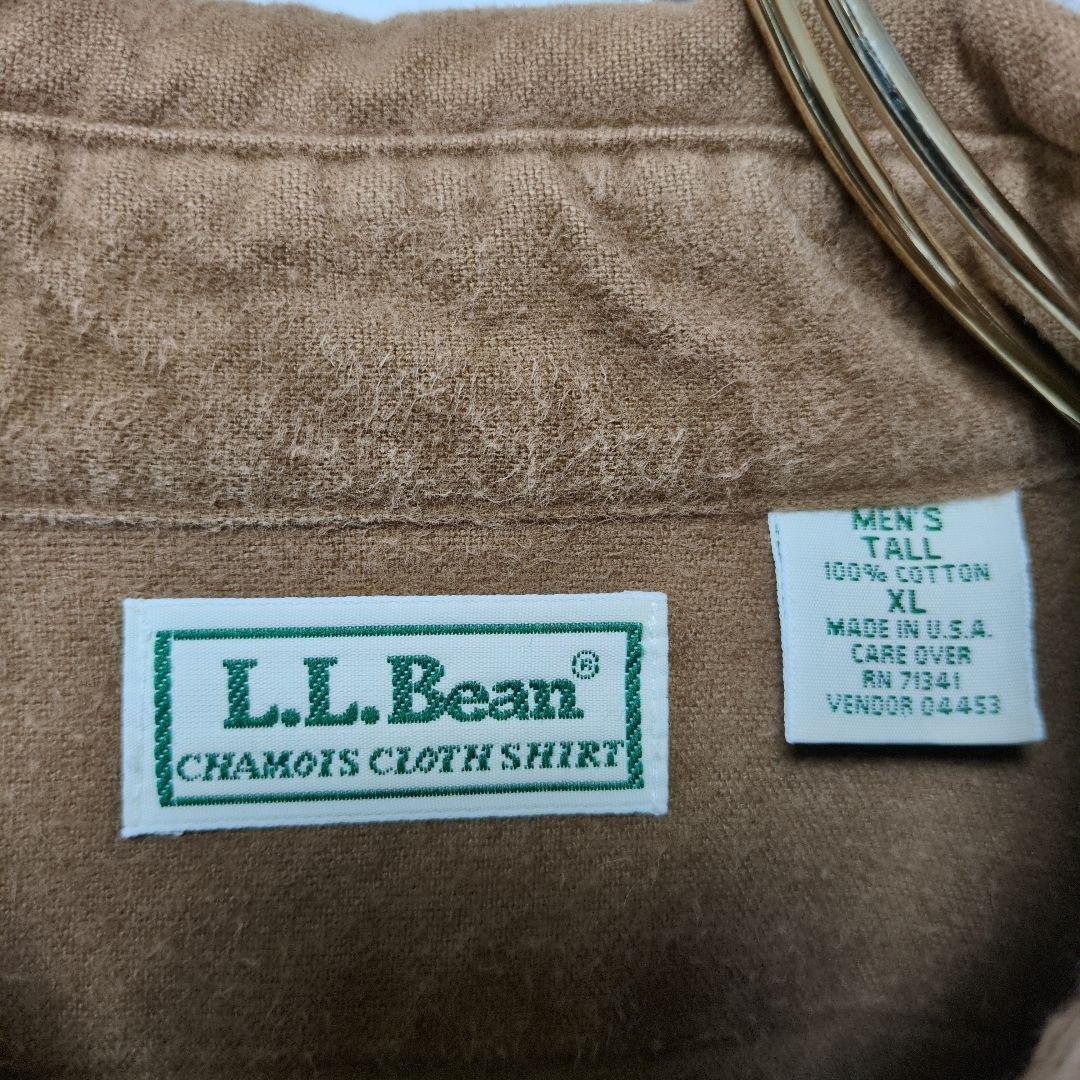 L.L.Bean®
CHAMOIS CLOTH SHIRT
MEN'S
TALL
100% COTTON
XL
MADE IN U.S.A.
CARE OVER
RN 71341
VENDOR 04453